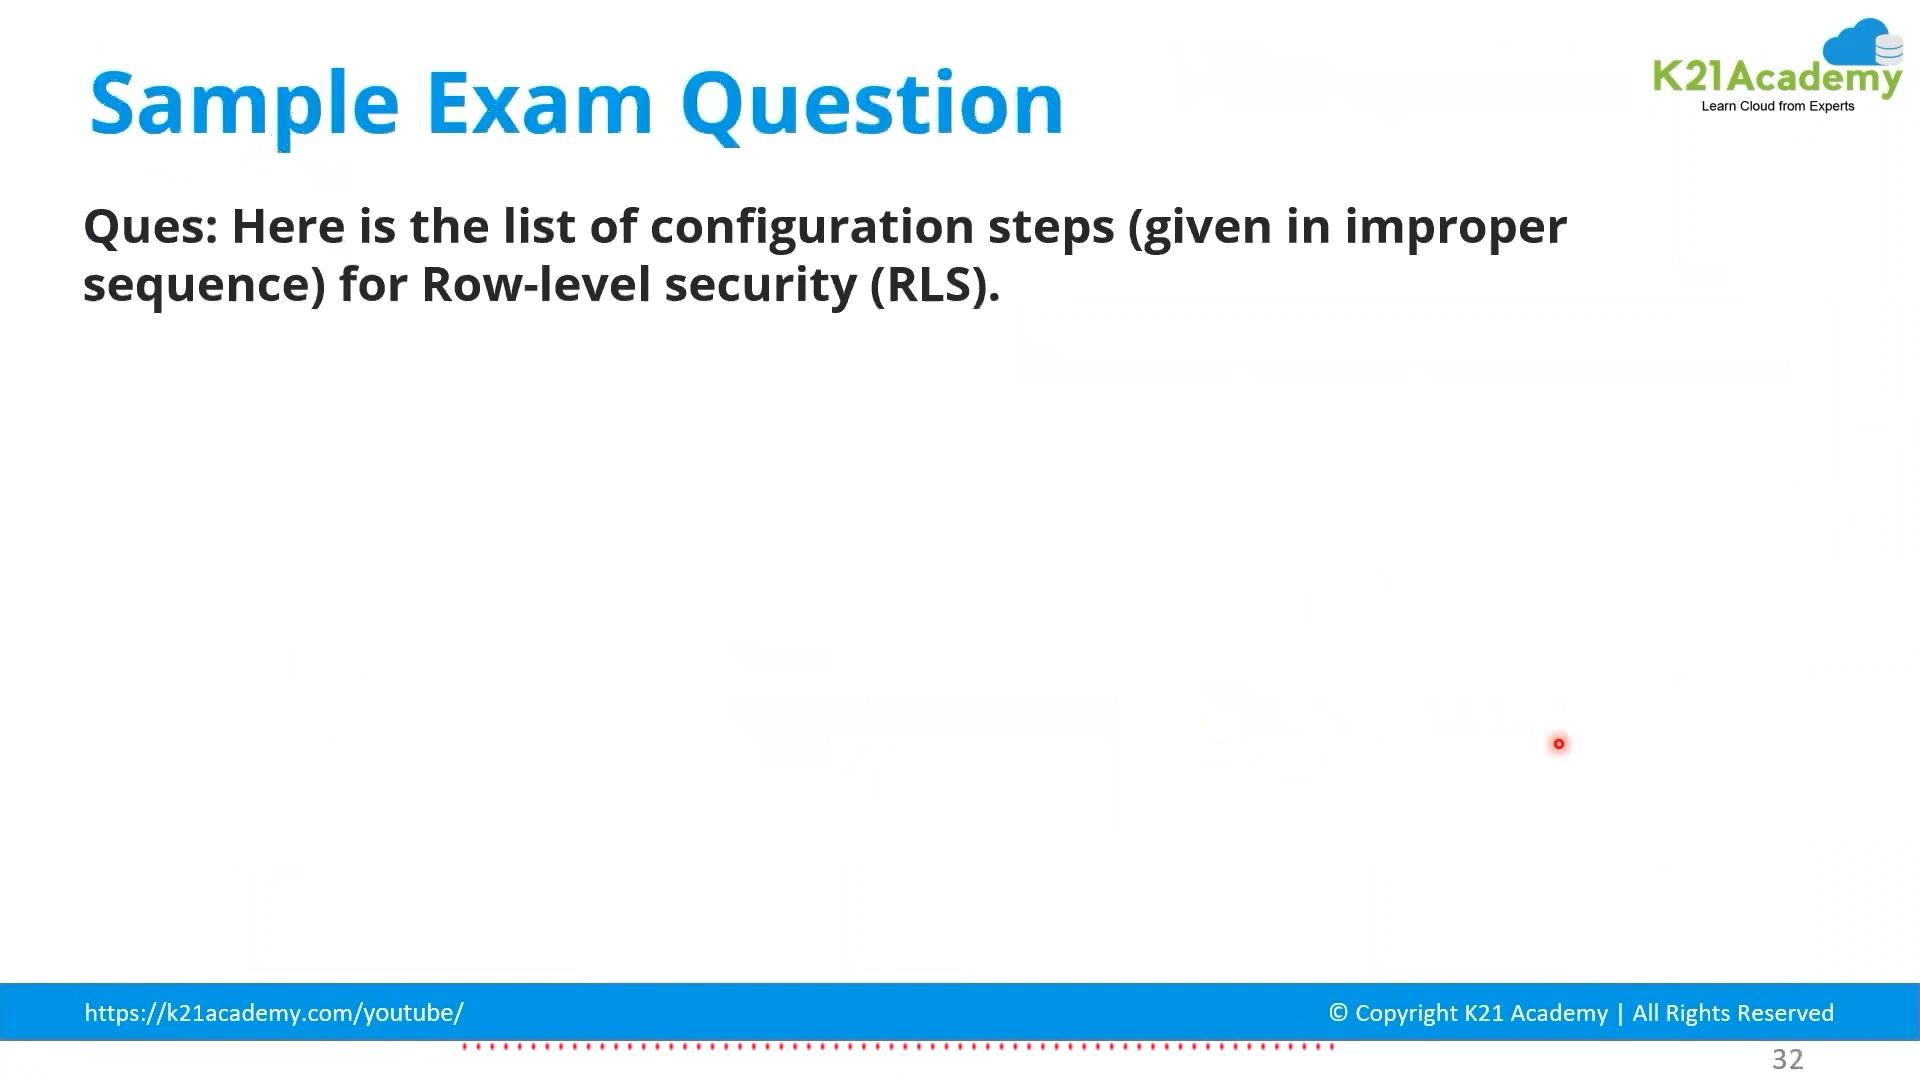 K21Academy
Learn Cloud from Experts
Sample Exam Question
Ques: Here is the list of configuration steps (given in improper
sequence) for Row-level security (RLS).
https://k21academy.com/youtube/
© Copyright K21 Academy | All Rights Reserved
32